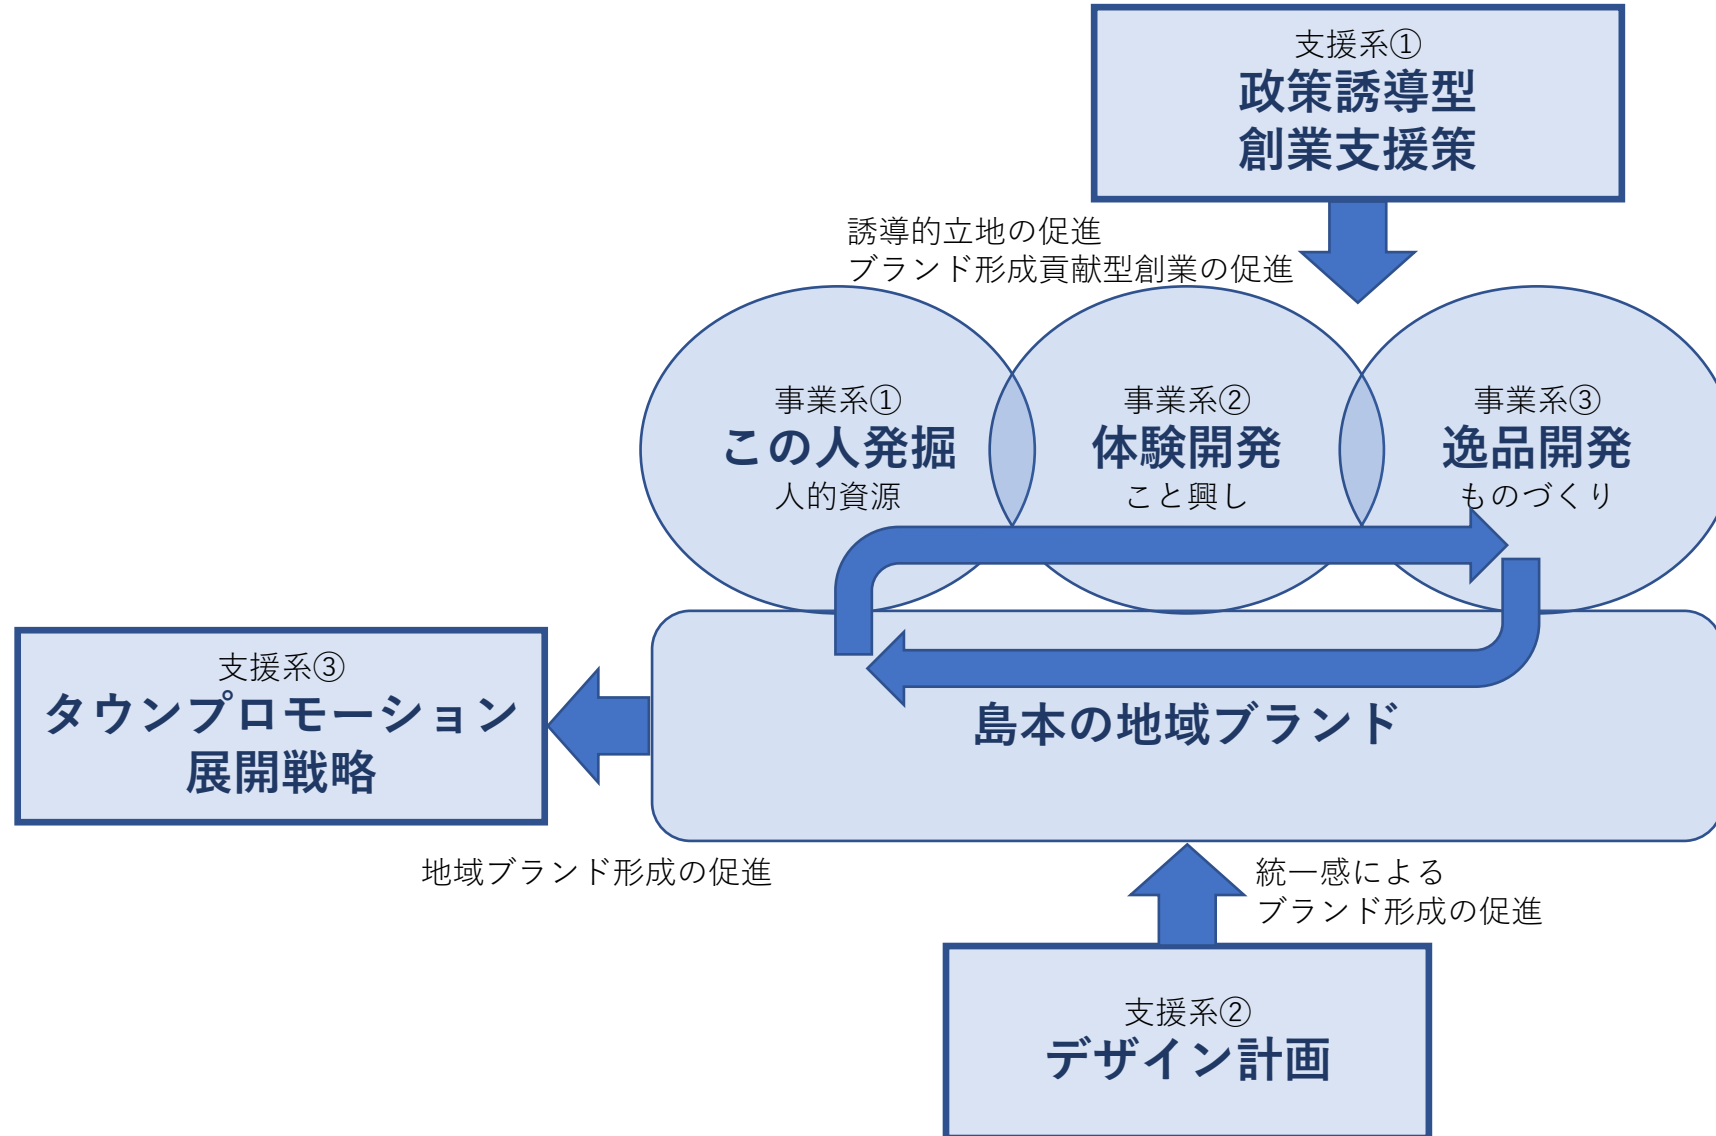 支援系①
政策誘導型
創業支援策
誘導的立地の促進
ブランド形成貢献型創業の促進
事業系①
この人発掘
人的資源
事業系②
体験開発
こと興し
事業系③
逸品開発
ものづくり
支援系③
タウンプロモーション
展開戦略
島本の地域ブランド
地域ブランド形成の促進
統一感による
ブランド形成の促進
支援系②
デザイン計画